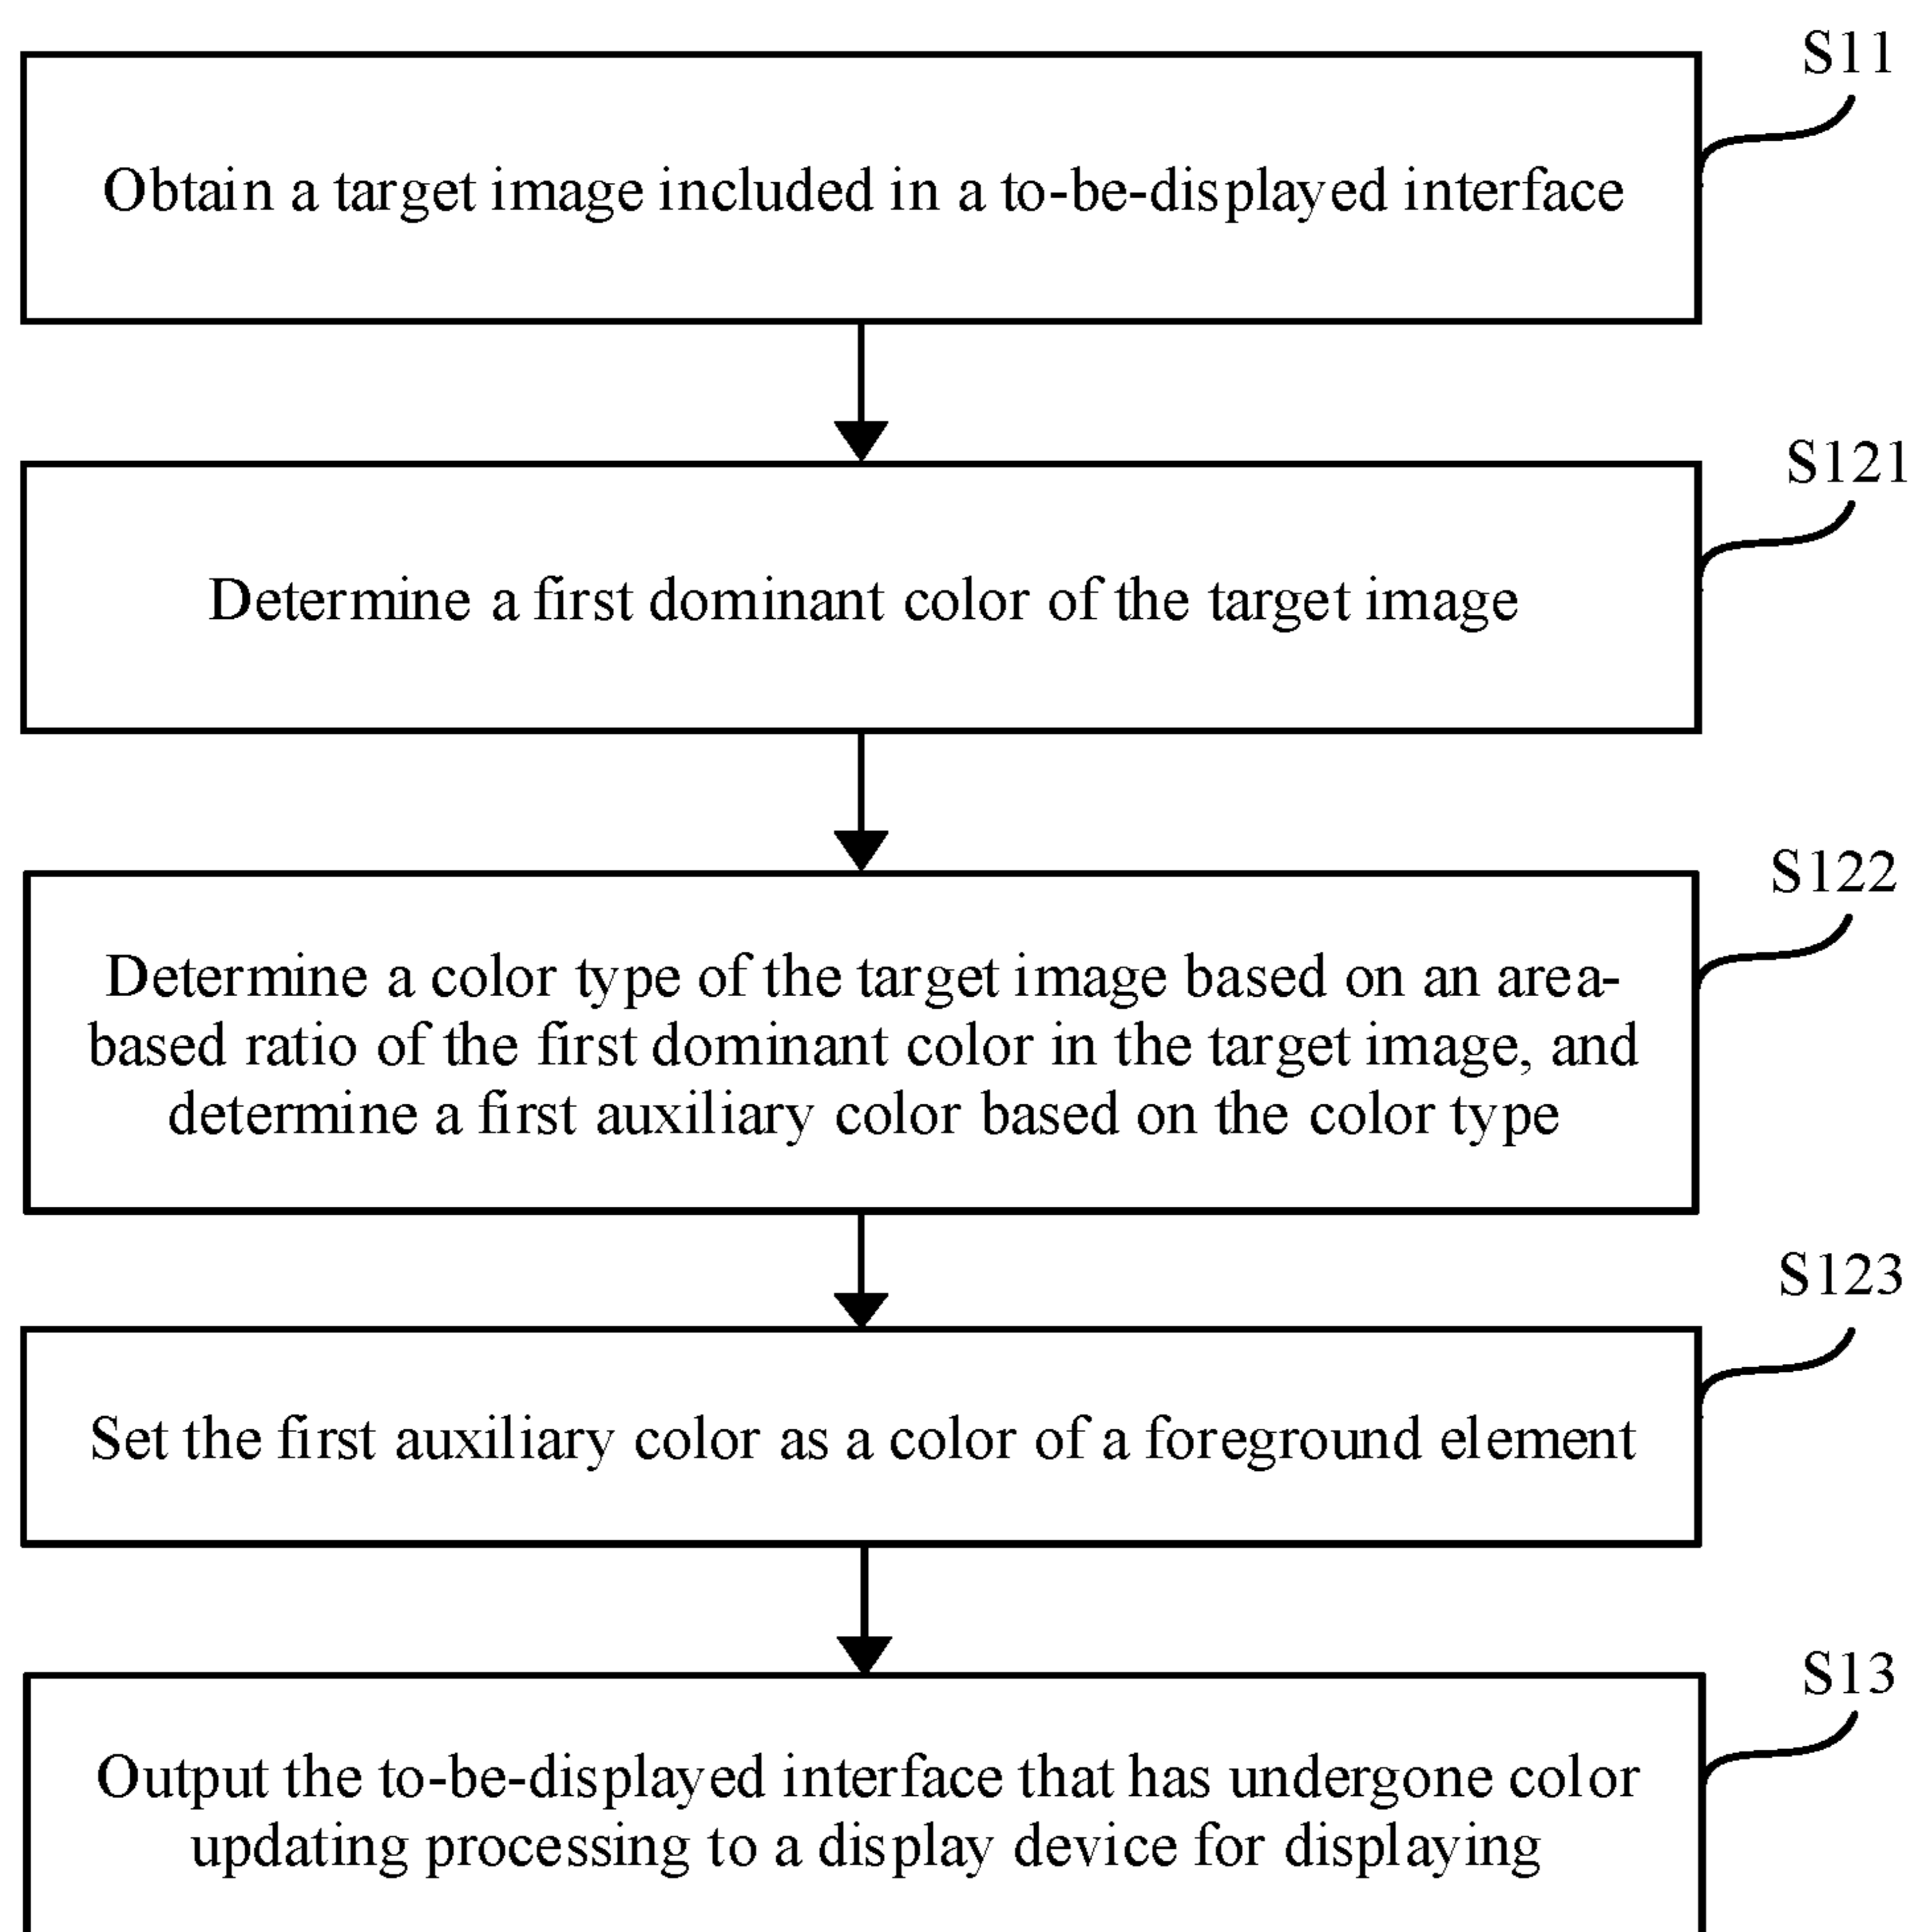 S11
Obtain a target image included in a to-be-displayed interface
S121
Determine a first dominant color of the target image
S122
Determine a color type of the target image based on an area-
based ratio of the first dominant color in the target image, and
determine a first auxiliary color based on the color type
S123
Set the first auxiliary color as a color of a foreground element
S13
Output the to-be-displayed interface that has undergone color
updating processing to a display device for displaying